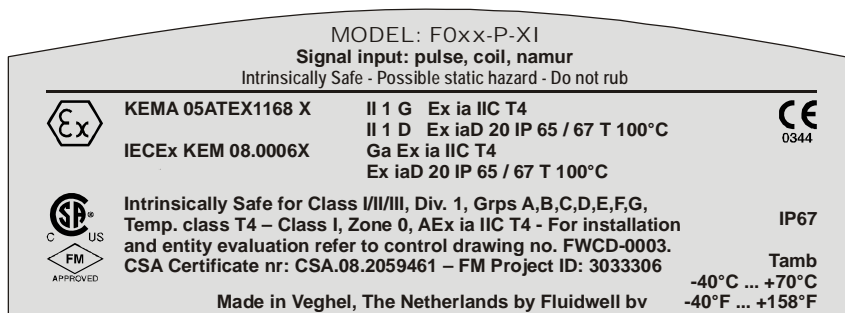 MODEL: F0xx-P-XI
Signal input: pulse, coil, namur
Intrinsically Safe - Possible static hazard - Do not rub
Ex
KEMA 05ATEX1168 X II 1 G Ex ia IIC T4
II 1 D Ex iaD 20 IP 65 / 67 T 100°C
IECEx KEM 08.0006X Ga Ex ia IIC T4
Ex iaD 20 IP 65 / 67 T 100°C
CE
0344
Intrinsically Safe for Class I/II/III, Div. 1, Grps A,B,C,D,E,F,G,
Temp. class T4 – Class I, Zone 0, AEx ia IIC T4 - For installation
and entity evaluation refer to control drawing no. FWCD-0003.
CSA Certificate nr: CSA.08.2059461 – FM Project ID: 3033306
C SA ® US
FM
APPROVED
IP67
Tamb
-40°C ... +70°C
Made in Veghel, The Netherlands by Fluidwell bv -40°F ... +158°F